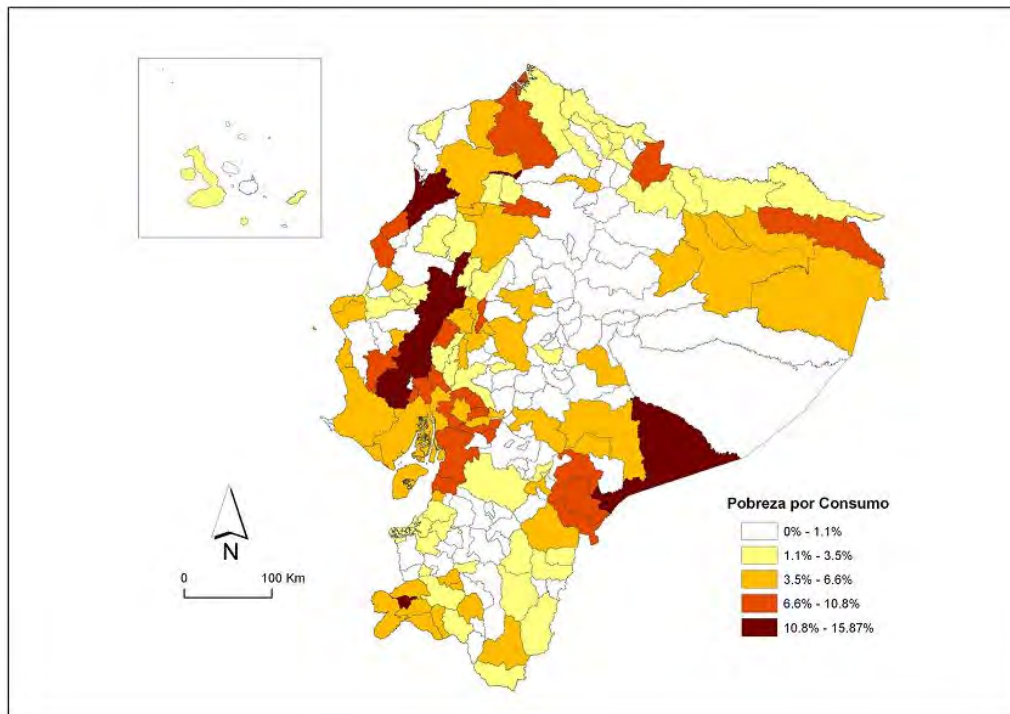 N
0 100 Km
Pobreza por Consumo
0% - 1.1%
1.1% - 3.5%
3.5% - 6.6%
6.6% - 10.8%
10.8% - 15.87%